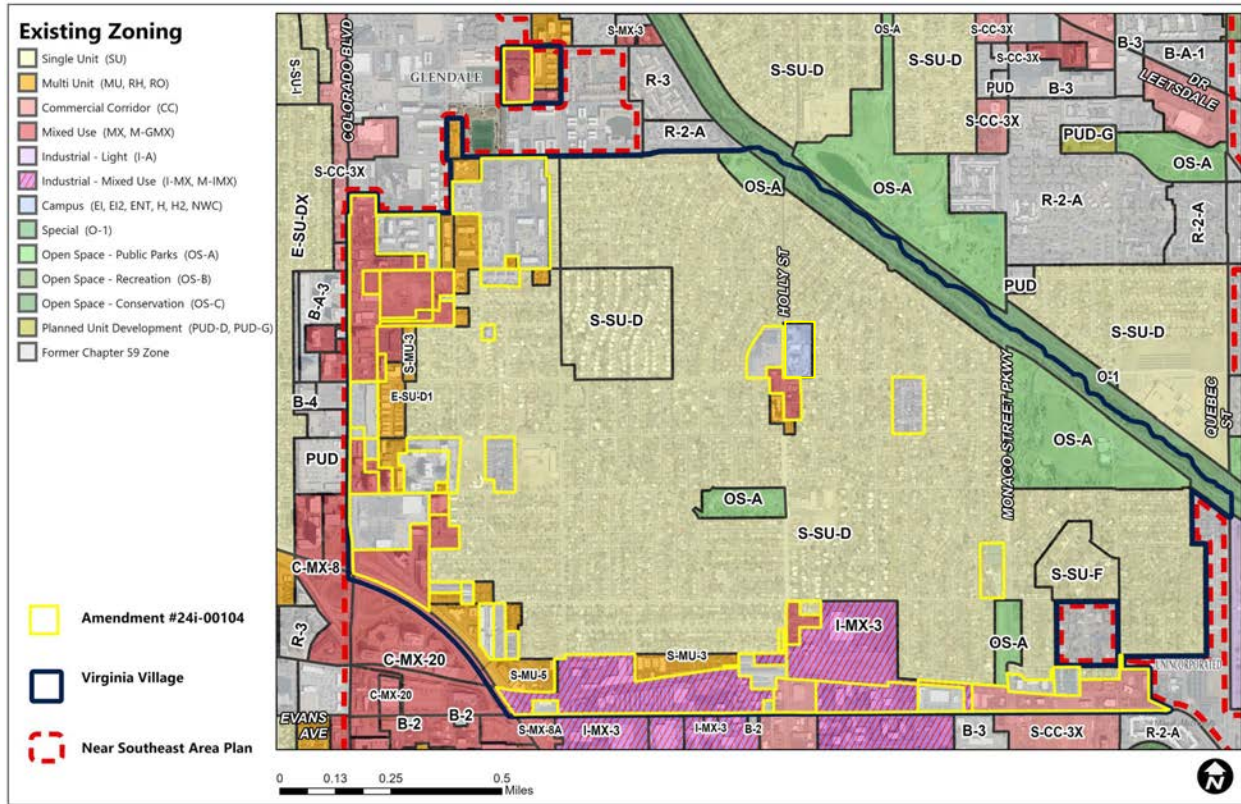 Existing Zoning
Single Unit (SU)
Multi Unit (MU, RH, RO)
Commercial Corridor (CC)
Mixed Use (MX, M-GMX)
Industrial - Light (I-A)
Industrial - Mixed Use (I-MX, M-IMX)
Campus (EI, EI2, ENT, H, H2, NWC)
Special (O-1)
Open Space - Public Parks (OS-A)
Open Space - Recreation (OS-B)
Open Space - Conservation (OS-C)
Planned Unit Development (PUD-D, PUD-G)
Former Chapter 59 Zone
Amendment #24i-00104
Virginia Village
Near Southeast Area Plan
S-SU-I
COLORADO BLVD
GLENDALE
S-MX-3
OS-A
S-CC-3X
B-3
B-A-1
S-SU-D
S-SU-D
S-CC-3X
R-3
PUD
B-3
DR
LEETSDALE
S-CC-3X
R-2-A
PUD-G
OS-A
S-CC-3X
OS-A
OS-A
R-2-A
R-2-A
E-SU-DX
PUD
B-A-3
S-SU-D
HOLLY ST
S-SU-D
S-MU-3
E-SU-D1
O-1
B-4
MONACO STREET PKWY
QUEBEC
ST
OS-A
PUD
OS-A
S-SU-D
C-MX-8
S-SU-F
R-3
I-MX-3
OS-A
C-MX-20
S-MU-3
UNINCORPORATED
S-MU-5
C-MX-20
EVANS
AVE
B-2
B-2
S-MX-8A
I-MX-3
I-MX-3
B-2
B-3
S-CC-3X
R-2-A
0 0.13 0.25 0.5
Miles
N